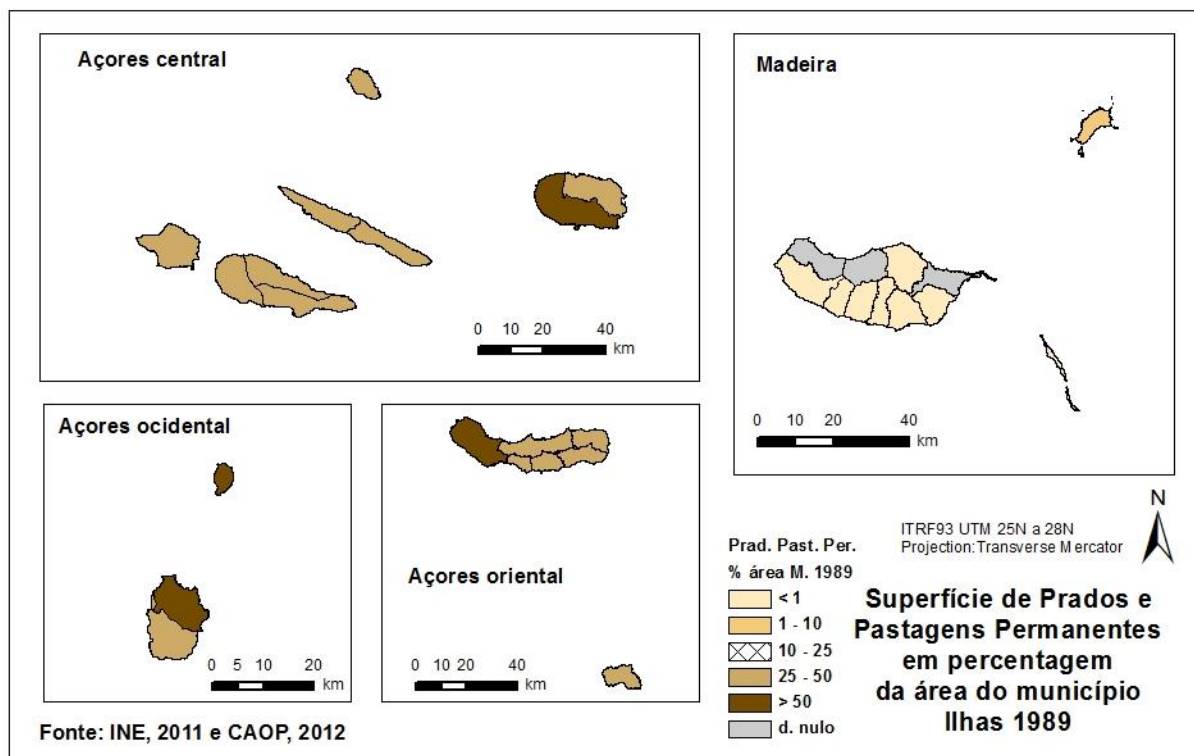 Açores central
0 10 20 40
km
Madeira
0 10 20 40
km
Açores ocidental
0 5 10 20
km
Açores oriental
0 10 20 40
km
N
ITRF93 UTM 25N a 28N
Projection:Transverse Mercator
Prad. Past. Per.
% área M. 1989
< 1
1 - 10
10 - 25
25 - 50
> 50
d. nulo
Superfície de Prados e
Pastagens Permanentes
em percentagem
da área do município
Ilhas 1989
Fonte: INE, 2011 e CAOP, 2012